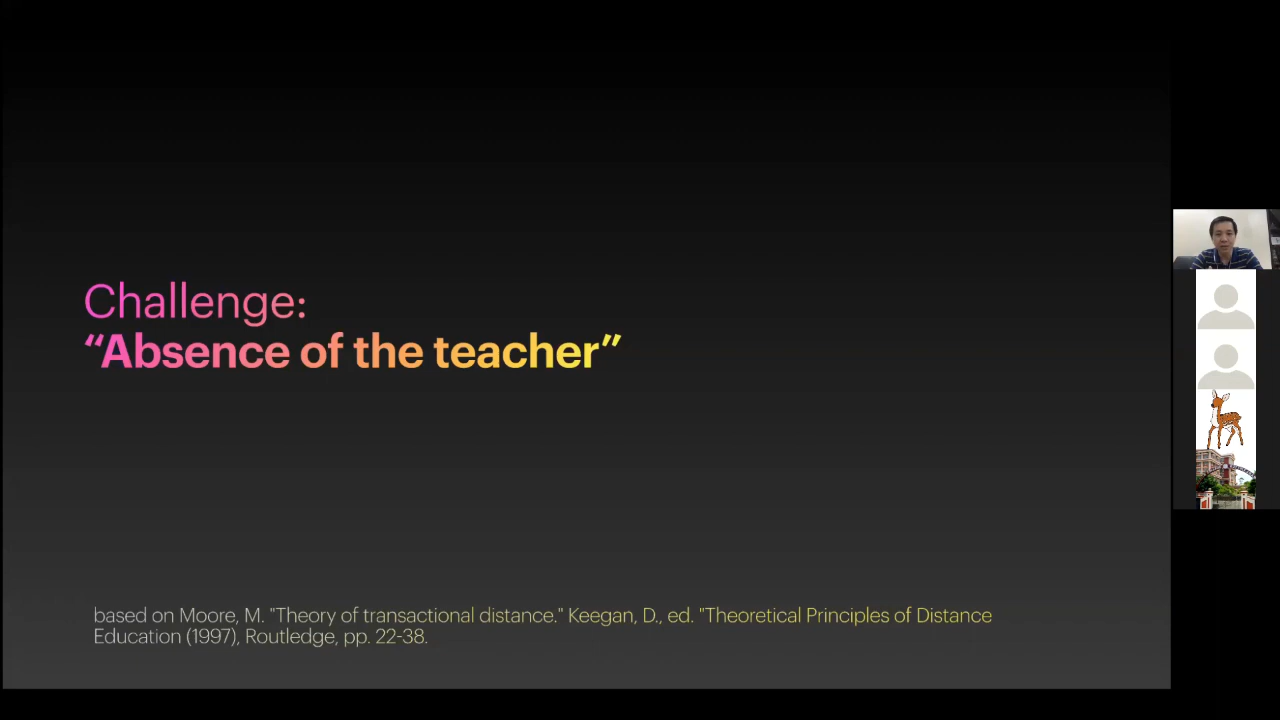 Challenge:
“Absence of the teacher”
based on Moore, M. "Theory of transactional distance." Keegan, D., ed. "Theoretical Principles of Distance
Education (1997), Routledge, pp. 22-38.